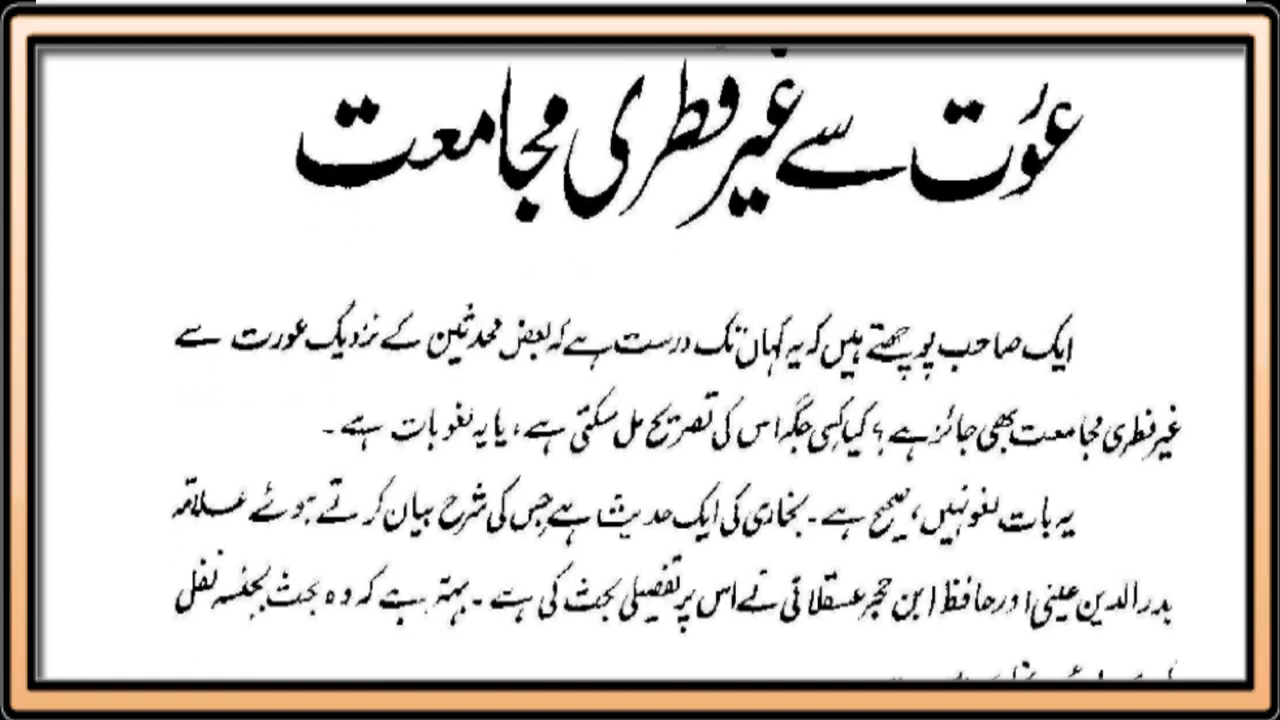 عورت سے غیر فطری مجامعت
ایک صاحب پوچھتے ہیں کہ یہ کہاں تک درست ہے کہ بعض محدثین کے نزدیک عورت سے
غیر فطری مجامعت بھی جائز ہے؟ کیا کسی جگہ اس کی تصریح مل سکتی ہے، یا یہ لغو بات ہے۔
یہ بات لغو نہیں، صحیح ہے۔ بخاری کی ایک حدیث ہے جس کی شرح بیان کرتے ہوئے علامہ
بدر الدین عینی اور حافظ ابن حجر عسقلانی نے اس پر تفصیلی بحث کی ہے۔ بہتر ہے کہ وہ بحث بجنسہ نقل